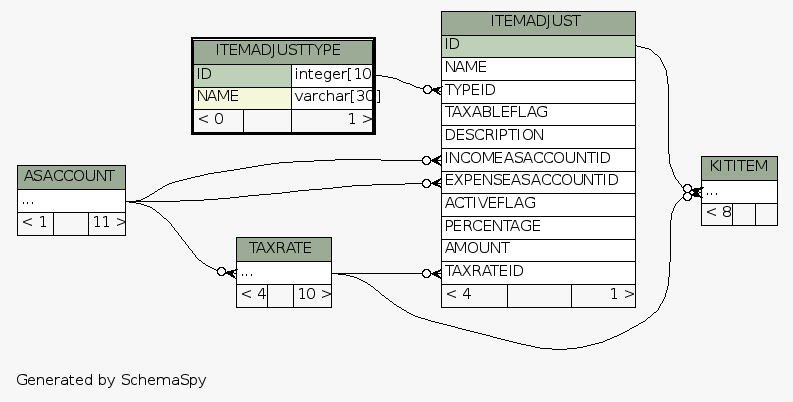 ITEMADJUSTTYPE
ID integer[10]
NAME varchar[30]
< 0 1 >
ITEMADJUST
ID
NAME
TYPEID
TAXABLEFLAG
DESCRIPTION
INCOMEASACCOUNTID
EXPENSEASACCOUNTID
ACTIVEFLAG
PERCENTAGE
AMOUNT
TAXRATEID
< 4 1 >
ASACCOUNT
...
< 1 11 >
TAXRATE
...
< 4 10 >
KITITEM
...
< 8
Generated by SchemaSpy